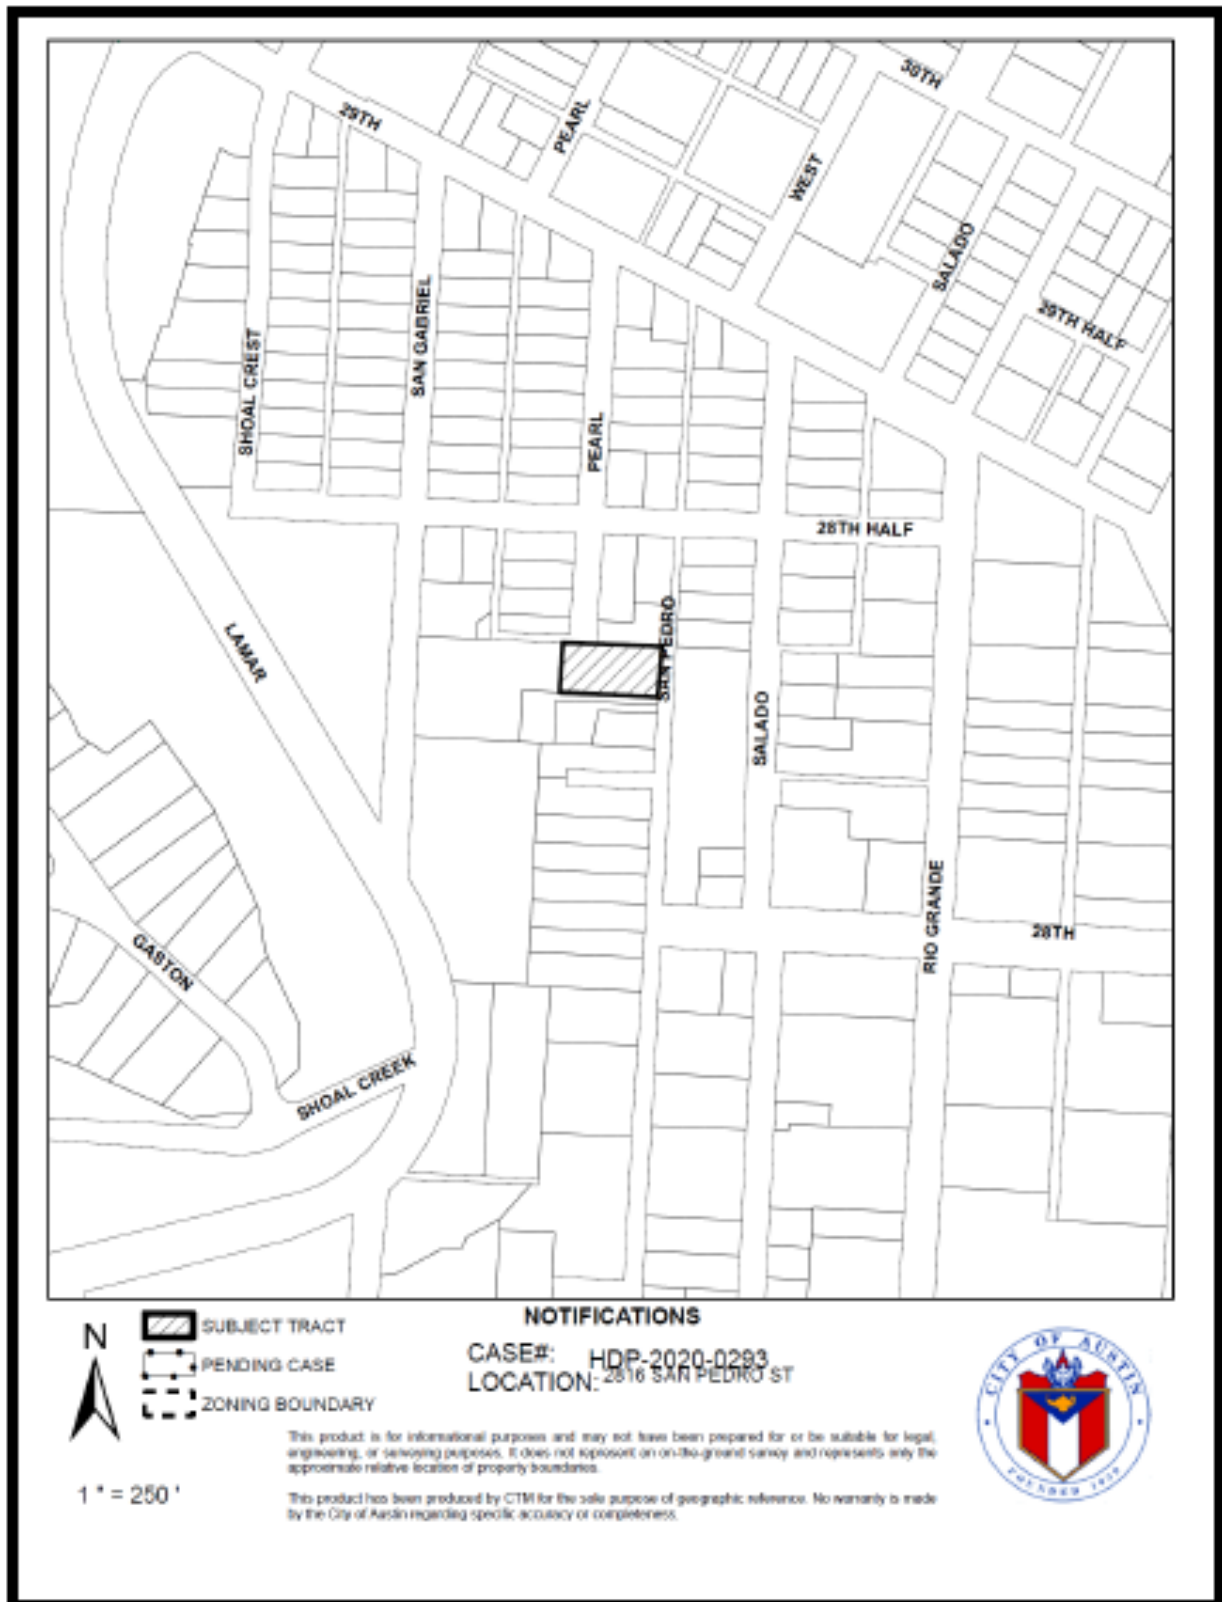 30TH
29TH
PEARL
WEST
SALADO
29TH HALF
SAN GABRIEL
SHOAL CREST
PEARL
28TH HALF
SAN PEDRO
LAMAR
SALADO
RIO GRANDE
28TH
GASTON
SHOAL CREEK
NOTIFICATIONS
N
SUBJECT TRACT
PENDING CASE
ZONING BOUNDARY
CASE#: HDP-2020-0293
LOCATION: 2816 SAN PEDRO ST
1 " = 250 '
This product is for informational purposes and may not have been prepared for or be suitable for legal,
engineering, or surveying purposes. It does not represent an on-the-ground survey and represents only the
approximate relative location of property boundaries.
This product has been produced by CTM for the sole purpose of geographic reference. No warranty is made
by the City of Austin regarding specific accuracy or completeness.
CITY OF AUSTIN
FOUNDED 1839